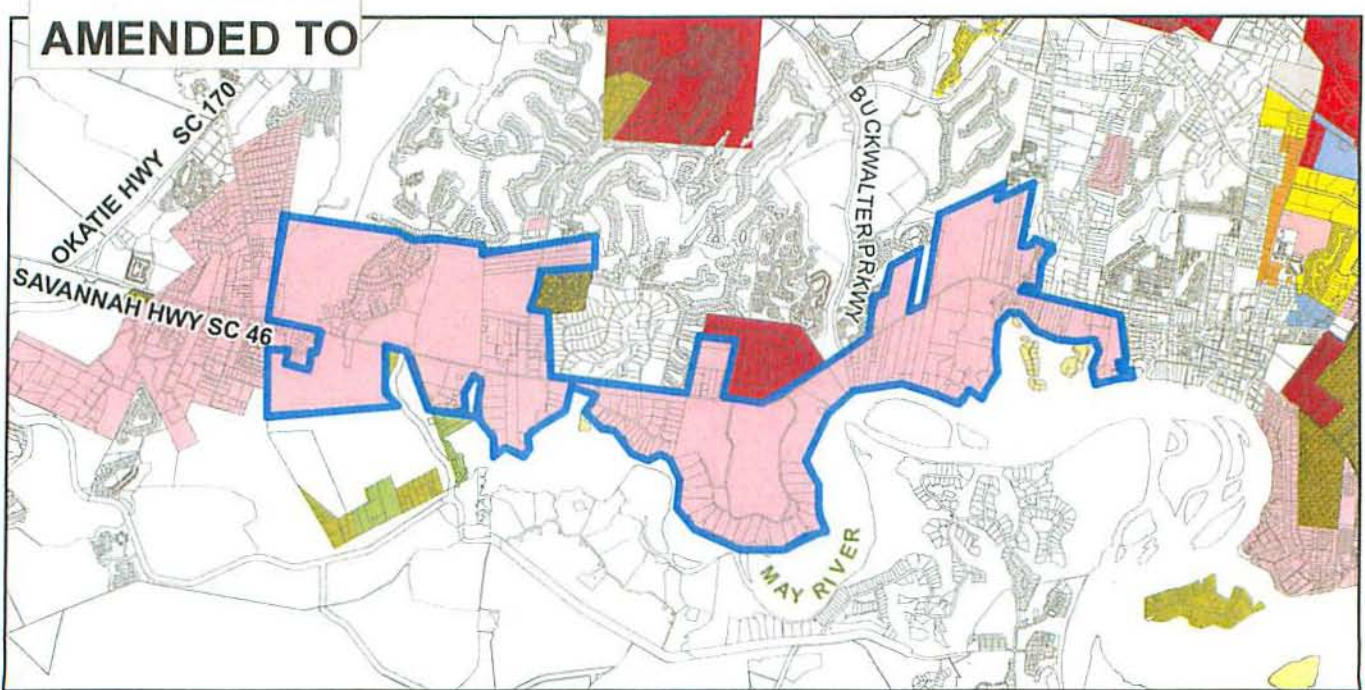 AMENDED TO
OKATIE HWY SC 170
SAVANNAH HWY SC 46
BUCKWALTER PRKWY
MAY RIVER